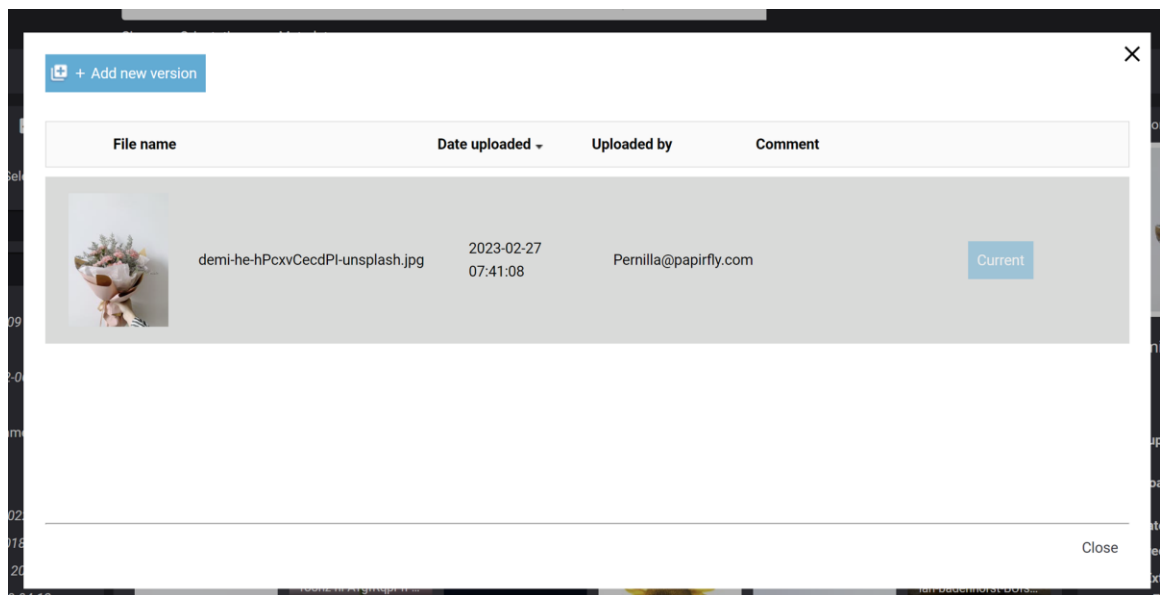 + Add new version
File name
Date uploaded
Uploaded by
Comment
demi-he-hPcxvCecdPI-unsplash.jpg
2023-02-27
07:41:08
Pernilla@papirfly.com
Current
Close